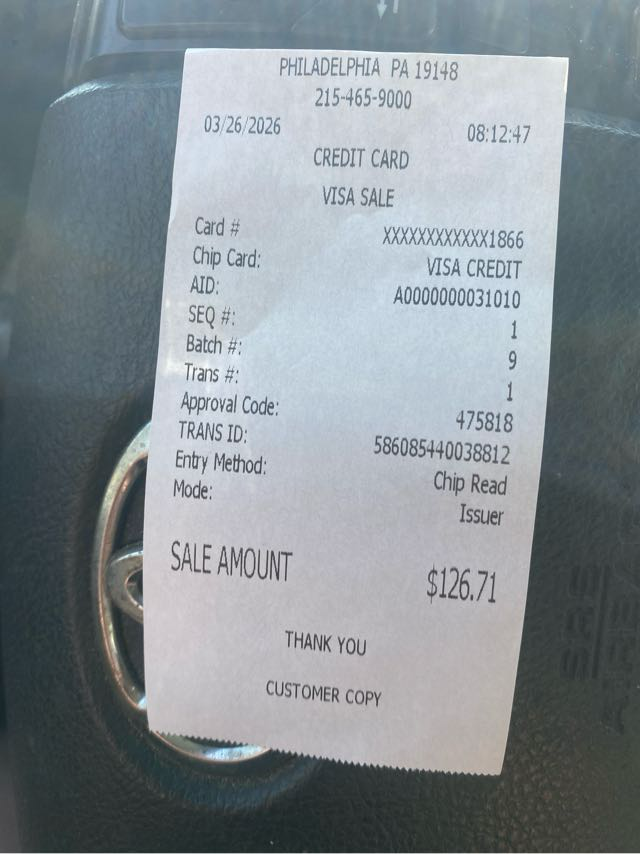 PHILADELPHIA PA 19148
215-465-9000
03/26/2026 08:12:47
CREDIT CARD
VISA SALE
Card # XXXXXXXXXXXX1866
Chip Card: VISA CREDIT
AID: A0000000031010
SEQ #: 1
Batch #: 9
Trans #: 1
Approval Code: 475818
TRANS ID: 586085440038812
Entry Method: Chip Read
Mode: Issuer
SALE AMOUNT $126.71
THANK YOU
CUSTOMER COPY
SRS
AIRBAG